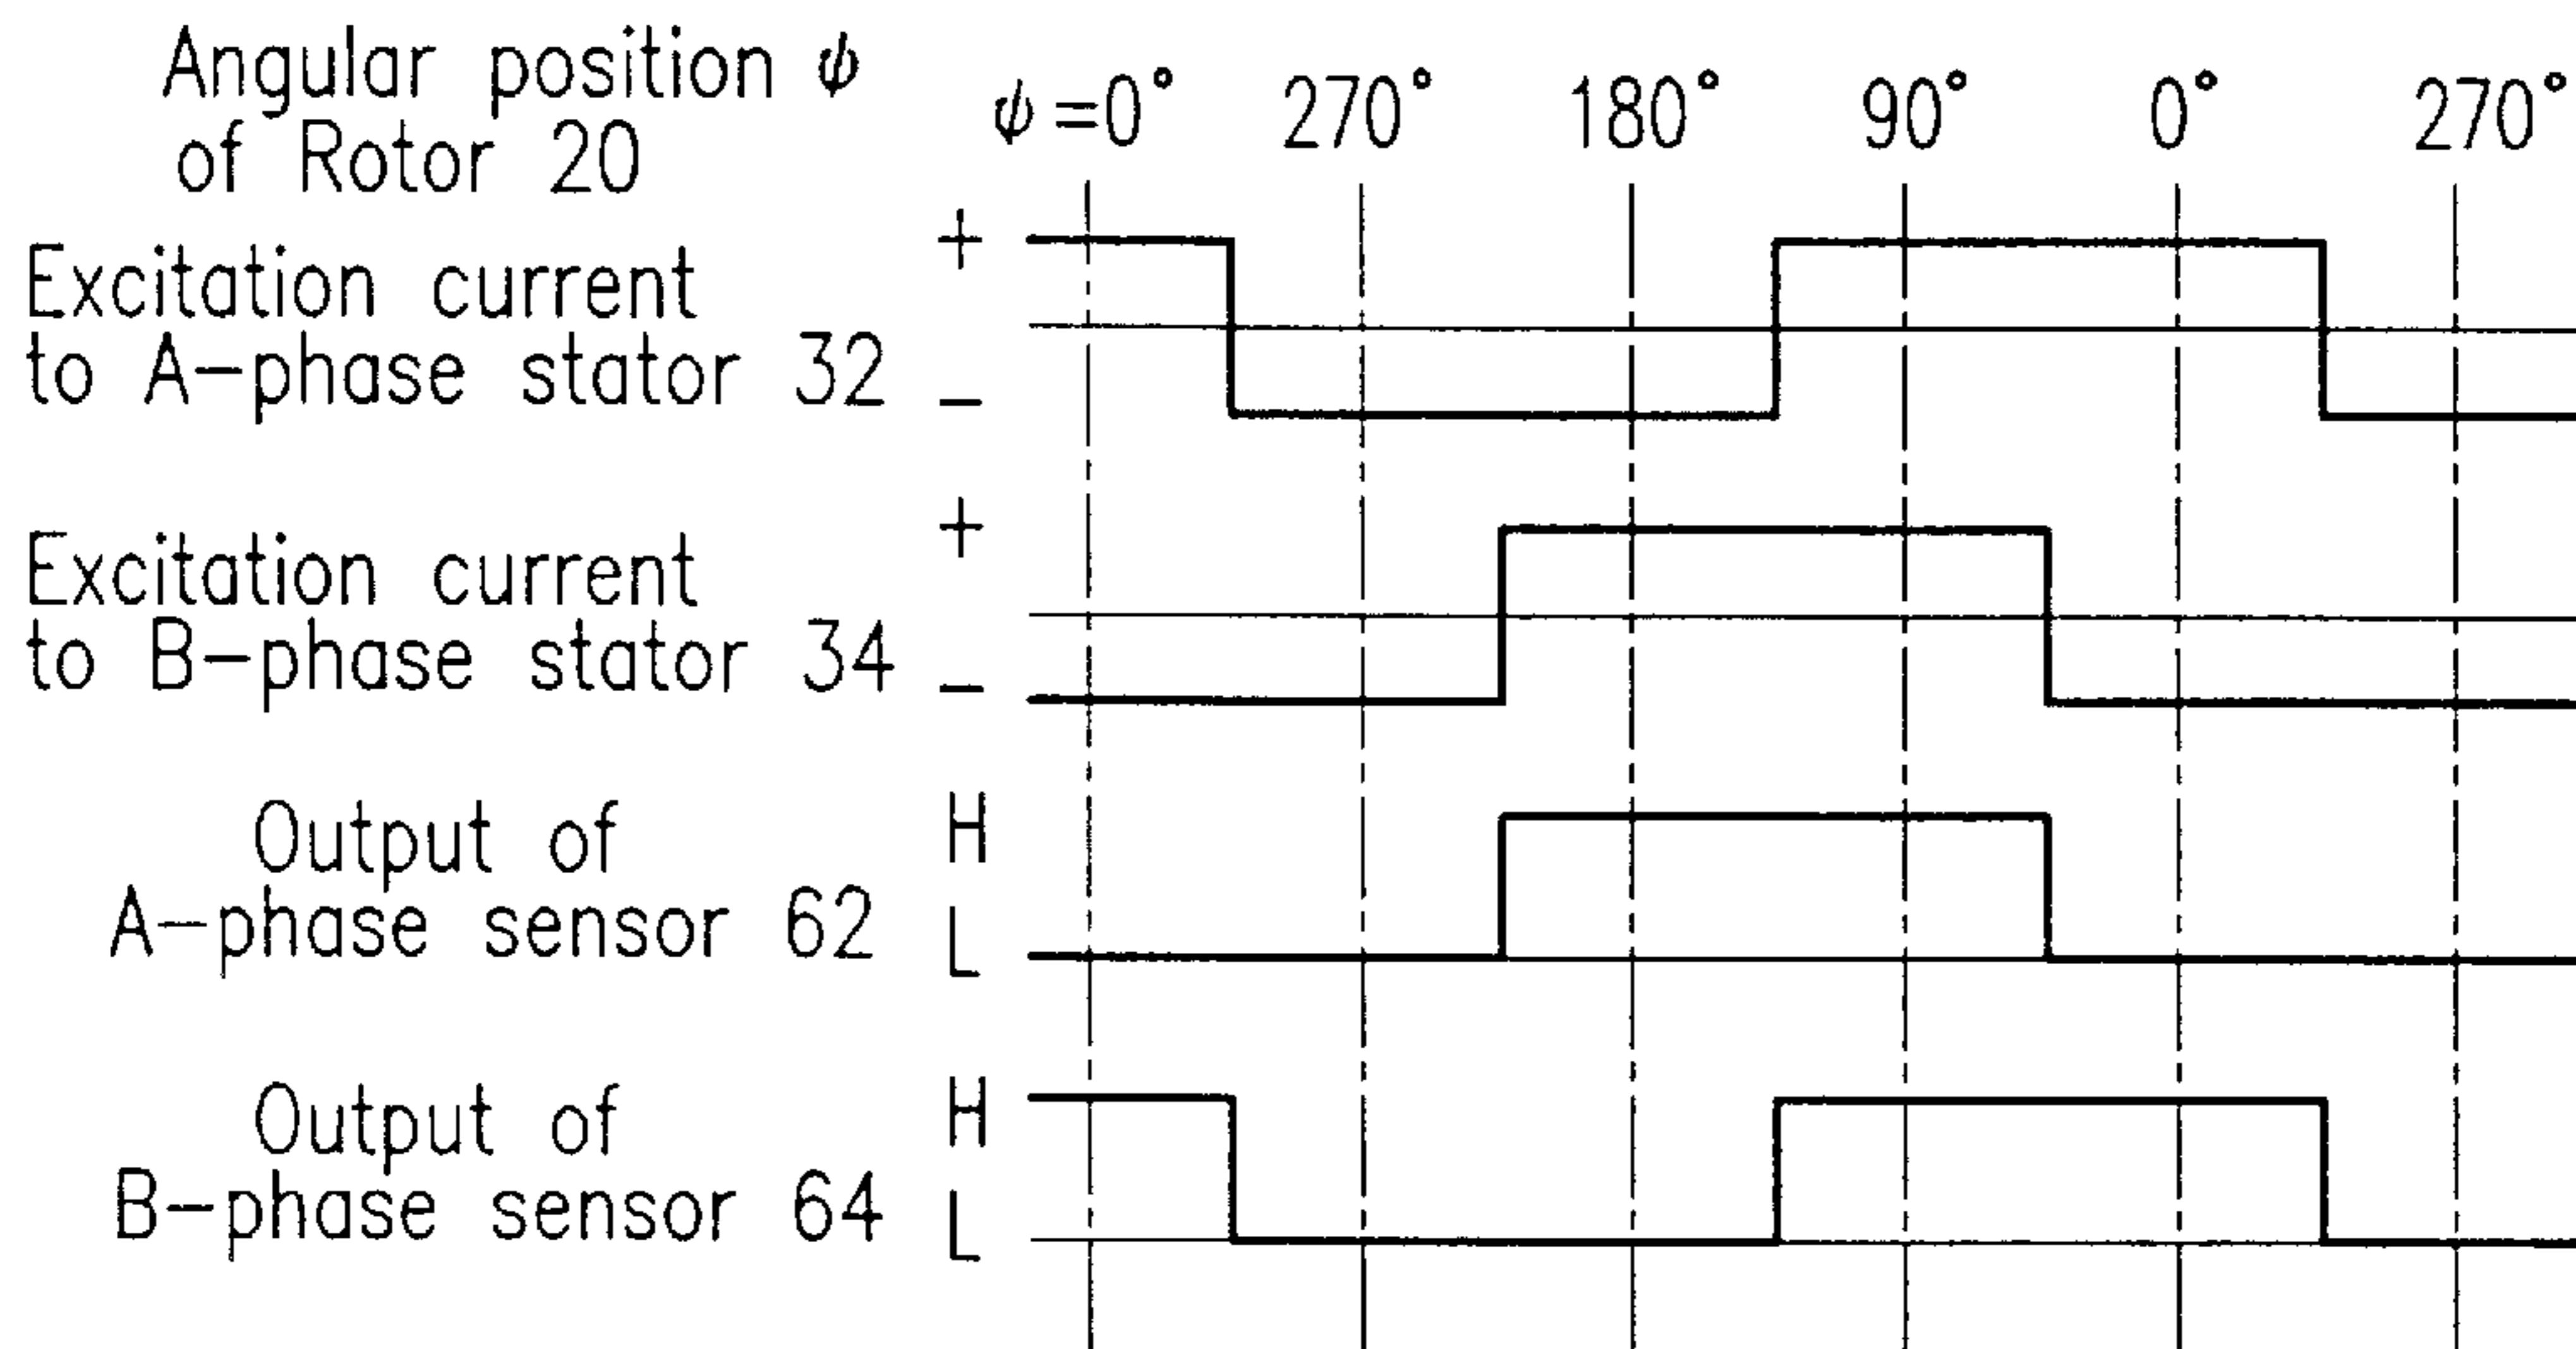 Angular position ψ
of Rotor 20
ψ=0° 270° 180° 90° 0° 270°
Excitation current
to A-phase stator 32
+
−
Excitation current
to B-phase stator 34
+
−
Output of
A-phase sensor 62
H
L
Output of
B-phase sensor 64
H
L